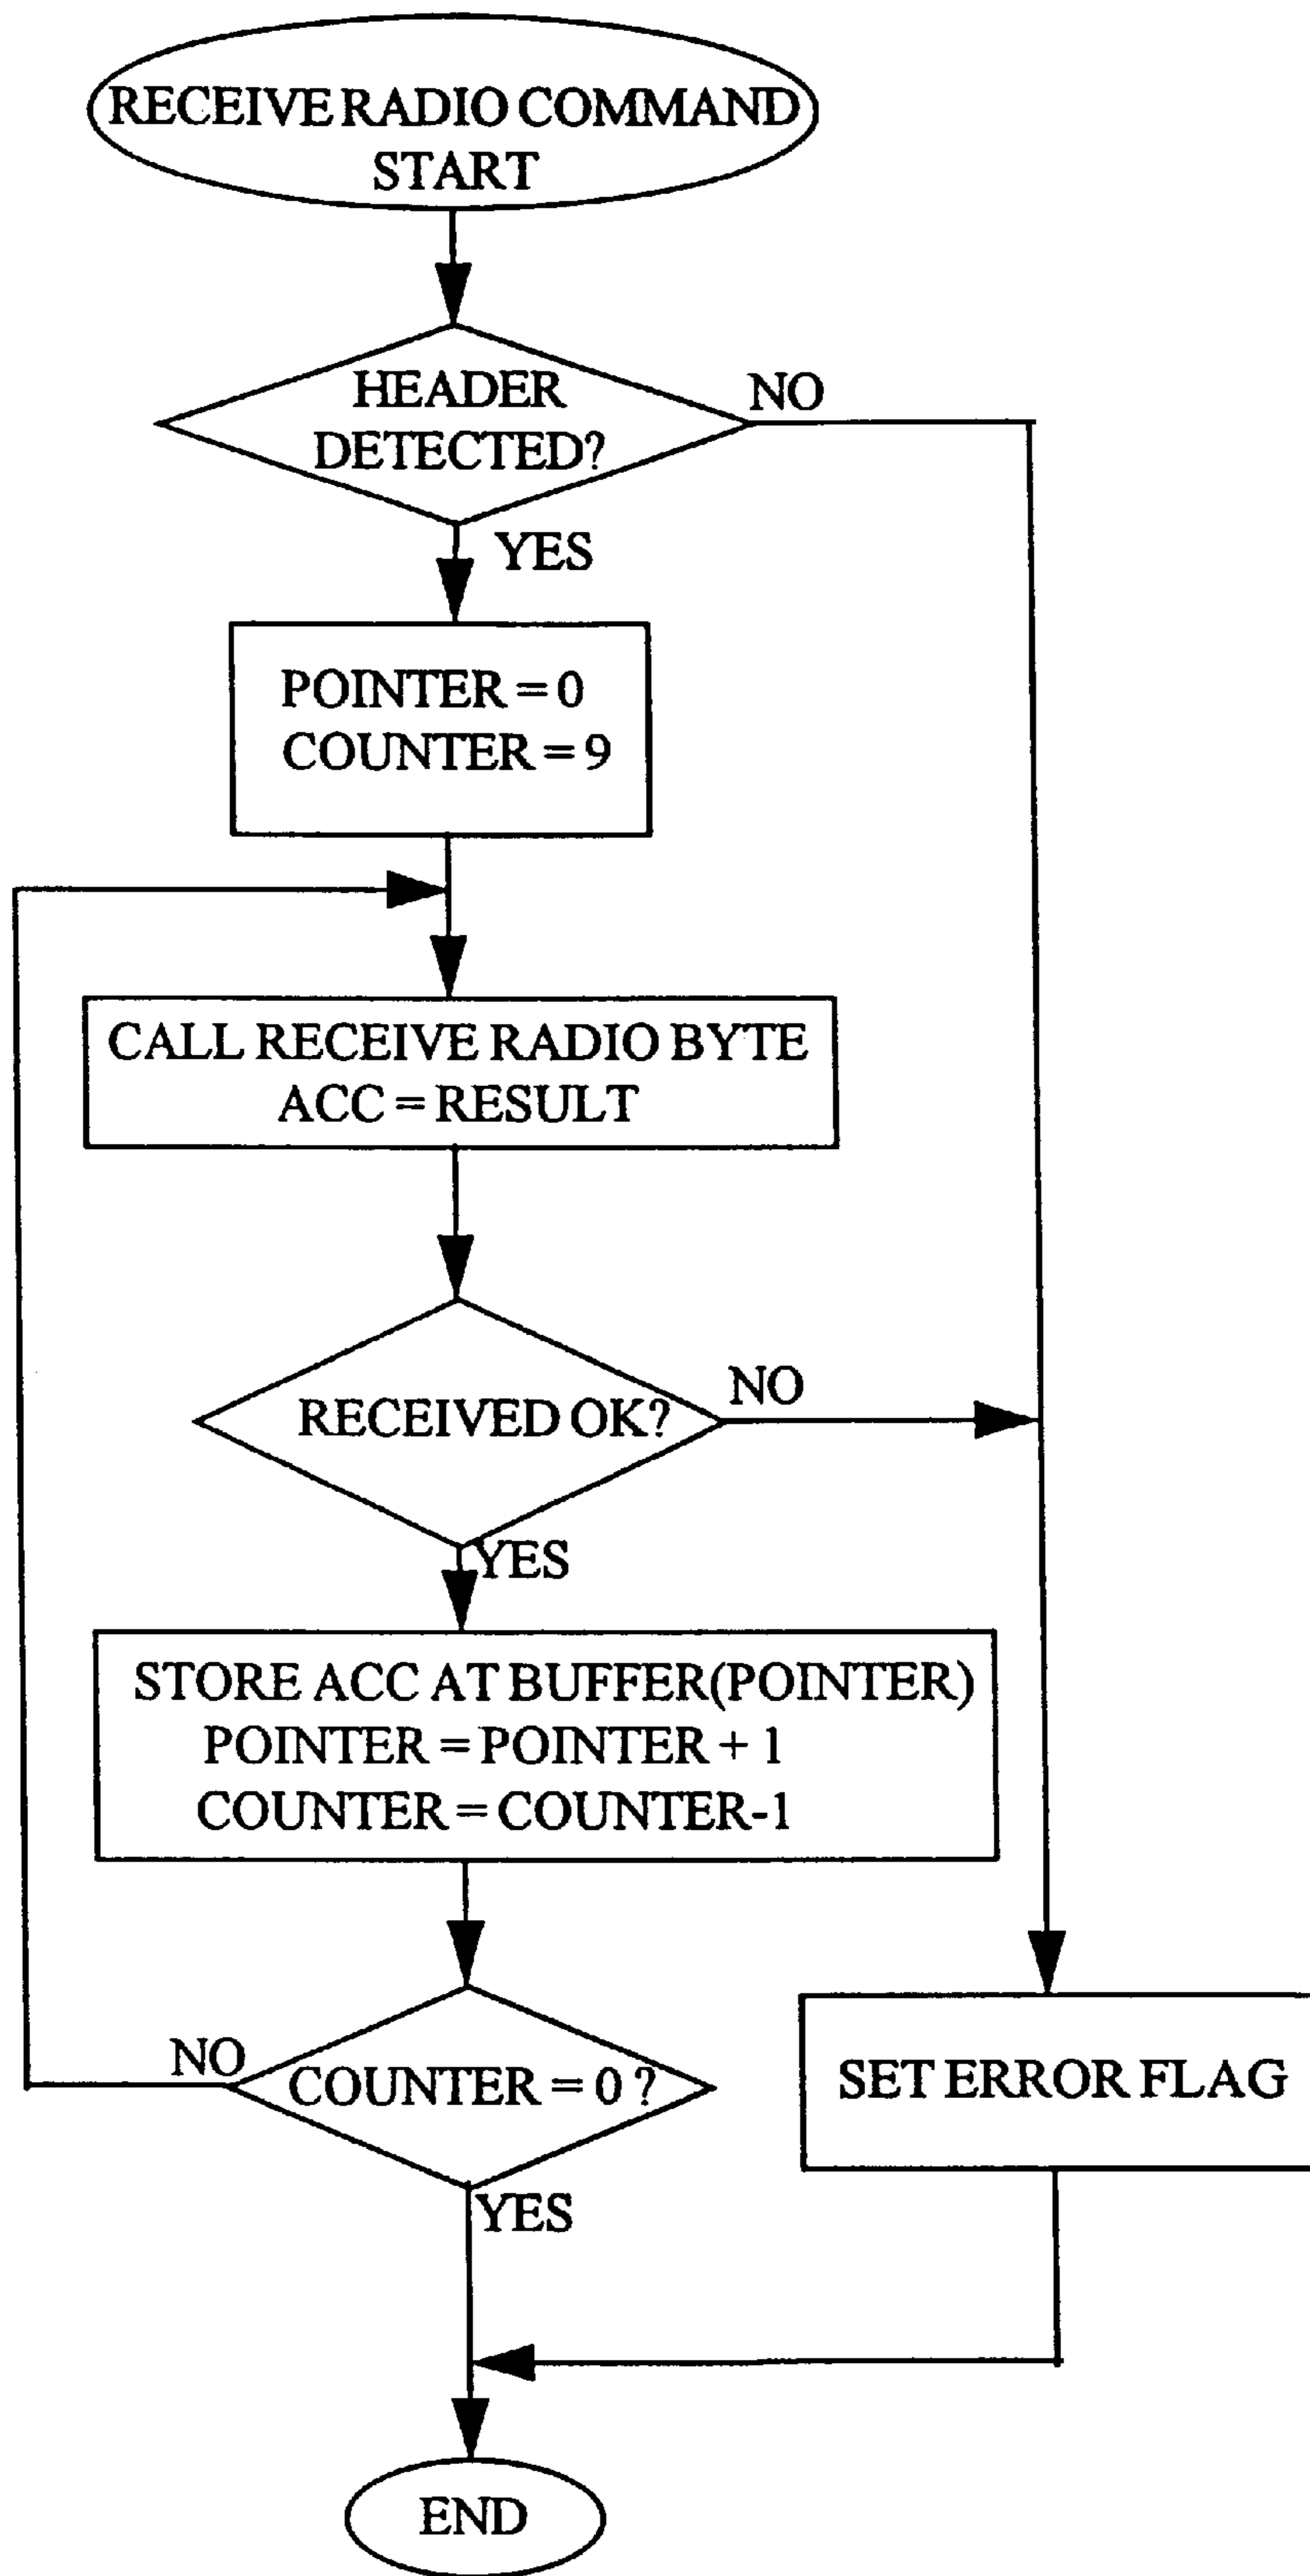 RECEIVE RADIO COMMAND
START
HEADER
DETECTED?
NO
YES
POINTER = 0
COUNTER = 9
CALL RECEIVE RADIO BYTE
ACC = RESULT
RECEIVED OK?
NO
YES
STORE ACC AT BUFFER(POINTER)
POINTER = POINTER + 1
COUNTER = COUNTER-1
NO
COUNTER = 0 ?
YES
SET ERROR FLAG
END